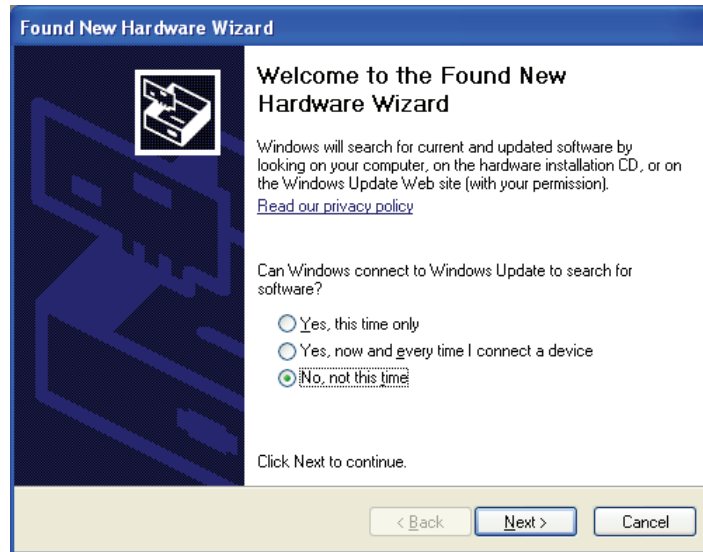 Found New Hardware Wizard
Welcome to the Found New
Hardware Wizard
Windows will search for current and updated software by
looking on your computer, on the hardware installation CD, or on
the Windows Update Web site (with your permission).
Read our privacy policy
Can Windows connect to Windows Update to search for
software?
Yes, this time only
Yes, now and every time I connect a device
No, not this time
Click Next to continue.
< Back
Next >
Cancel